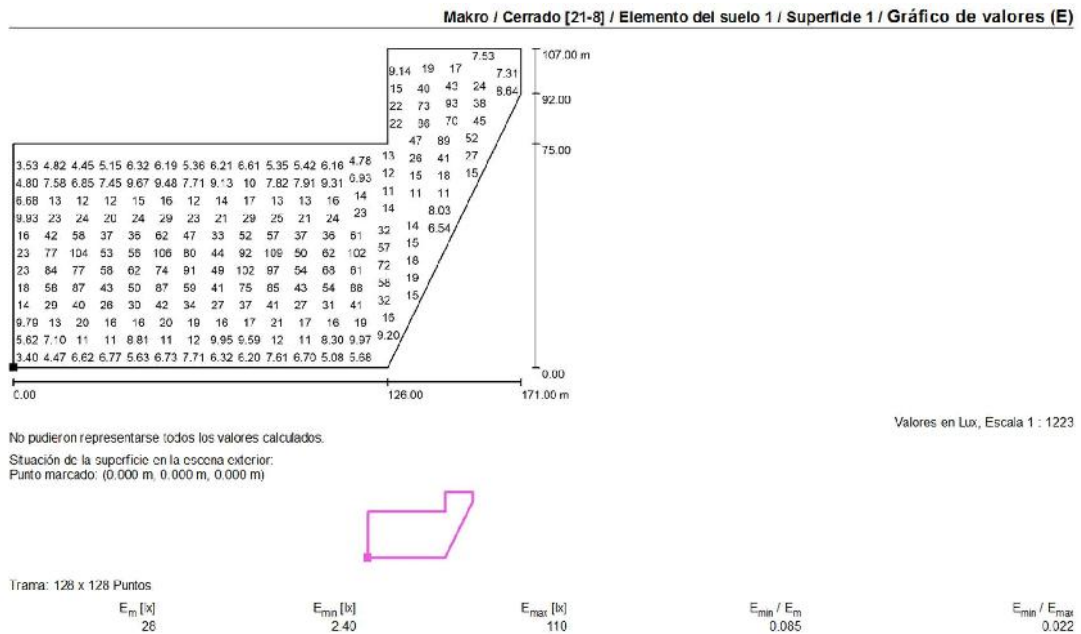 Makro / Cerrado [21-8] / Elemento del suelo 1 / Superficie 1 / Gráfico de valores (E)
7.53
107.00 m
9.14 19 17 7.31
15 40 43 24 8.64
92.00
22 73 93 38
22 86 70 45
47 89 52
75.00
3.53 4.82 4.45 5.15 6.32 6.19 5.36 6.21 6.61 5.35 5.42 6.16 4.78 13 26 41 27
4.80 7.58 6.85 7.45 9.67 9.48 7.71 9.13 10 7.82 7.91 9.31 6.93 12 15 18 15
6.68 13 12 12 15 16 12 14 17 13 13 16 14 11 11 11
9.93 23 24 20 24 29 23 21 29 25 21 24 23 14 8.03
16 42 58 37 36 62 47 33 52 57 37 36 61 32 14 6.54
23 77 104 53 56 106 80 44 92 109 50 62 102 57 15
23 84 77 58 62 74 91 49 102 97 54 68 81 72 18
18 58 87 43 50 87 59 41 75 85 43 54 88 58 19
14 29 40 26 30 42 34 27 37 41 27 31 41 32 15
9.79 13 20 16 16 20 19 16 17 21 17 16 19 15
5.62 7.10 11 11 8.81 11 12 9.95 9.59 12 11 8.30 9.97 9.20
3.40 4.47 6.62 6.77 5.63 6.73 7.71 6.32 6.20 7.61 6.70 5.08 5.68
0.00
0.00 126.00 171.00 m
Valores en Lux, Escala 1 : 1223
No pudieron representarse todos los valores calculados.
Situación de la superficie en la escena exterior:
Punto marcado: (0.000 m, 0.000 m, 0.000 m)
Trama: 128 x 128 Puntos
Em [lx] Emin [lx] Emax [lx] Emin / Em Emin / Emax
28 2.40 110 0.085 0.022